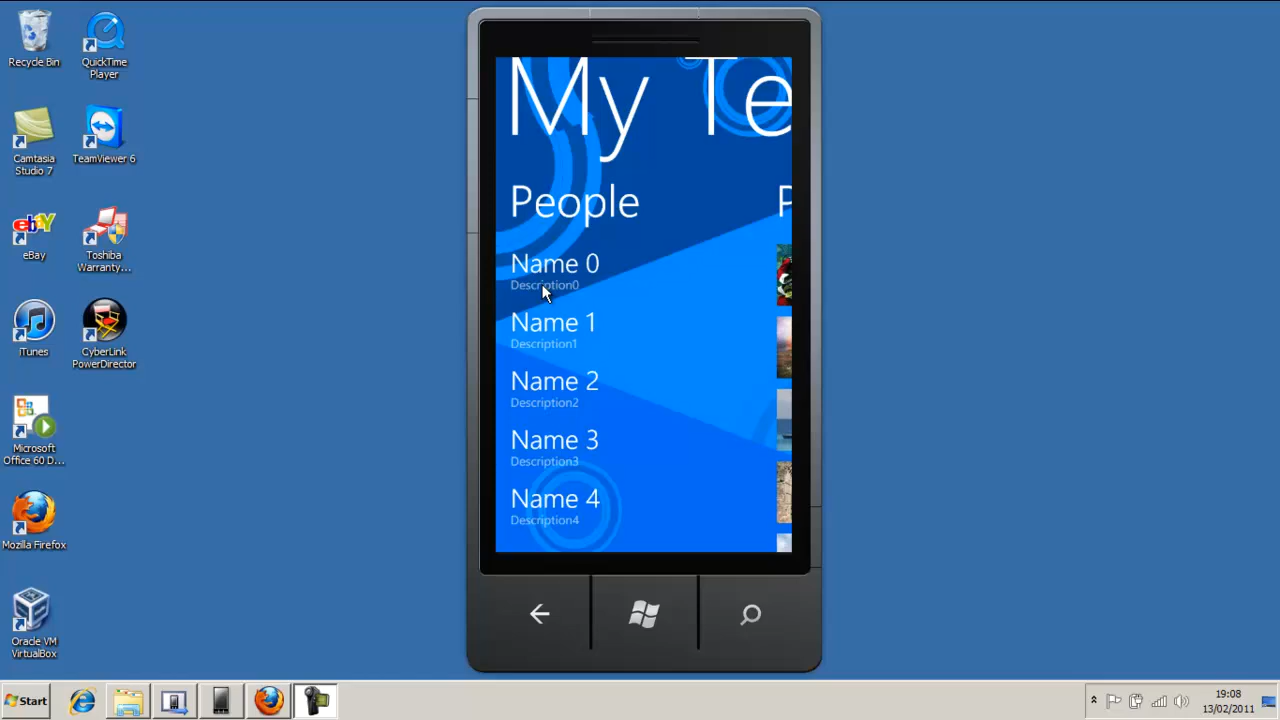 Recycle Bin
QuickTime
Player
Camtasia
Studio 7
TeamViewer 6
ebY
eBay
Toshiba
Warranty...
iTunes
CyberLink
PowerDirector
Microsoft
Office 60 D...
Mozilla Firefox
Oracle VM
VirtualBox
My Te
People
P
Name 0
Description0
Name 1
Description1
Name 2
Description2
Name 3
Description3
Name 4
Description4
Start
19:08
13/02/2011